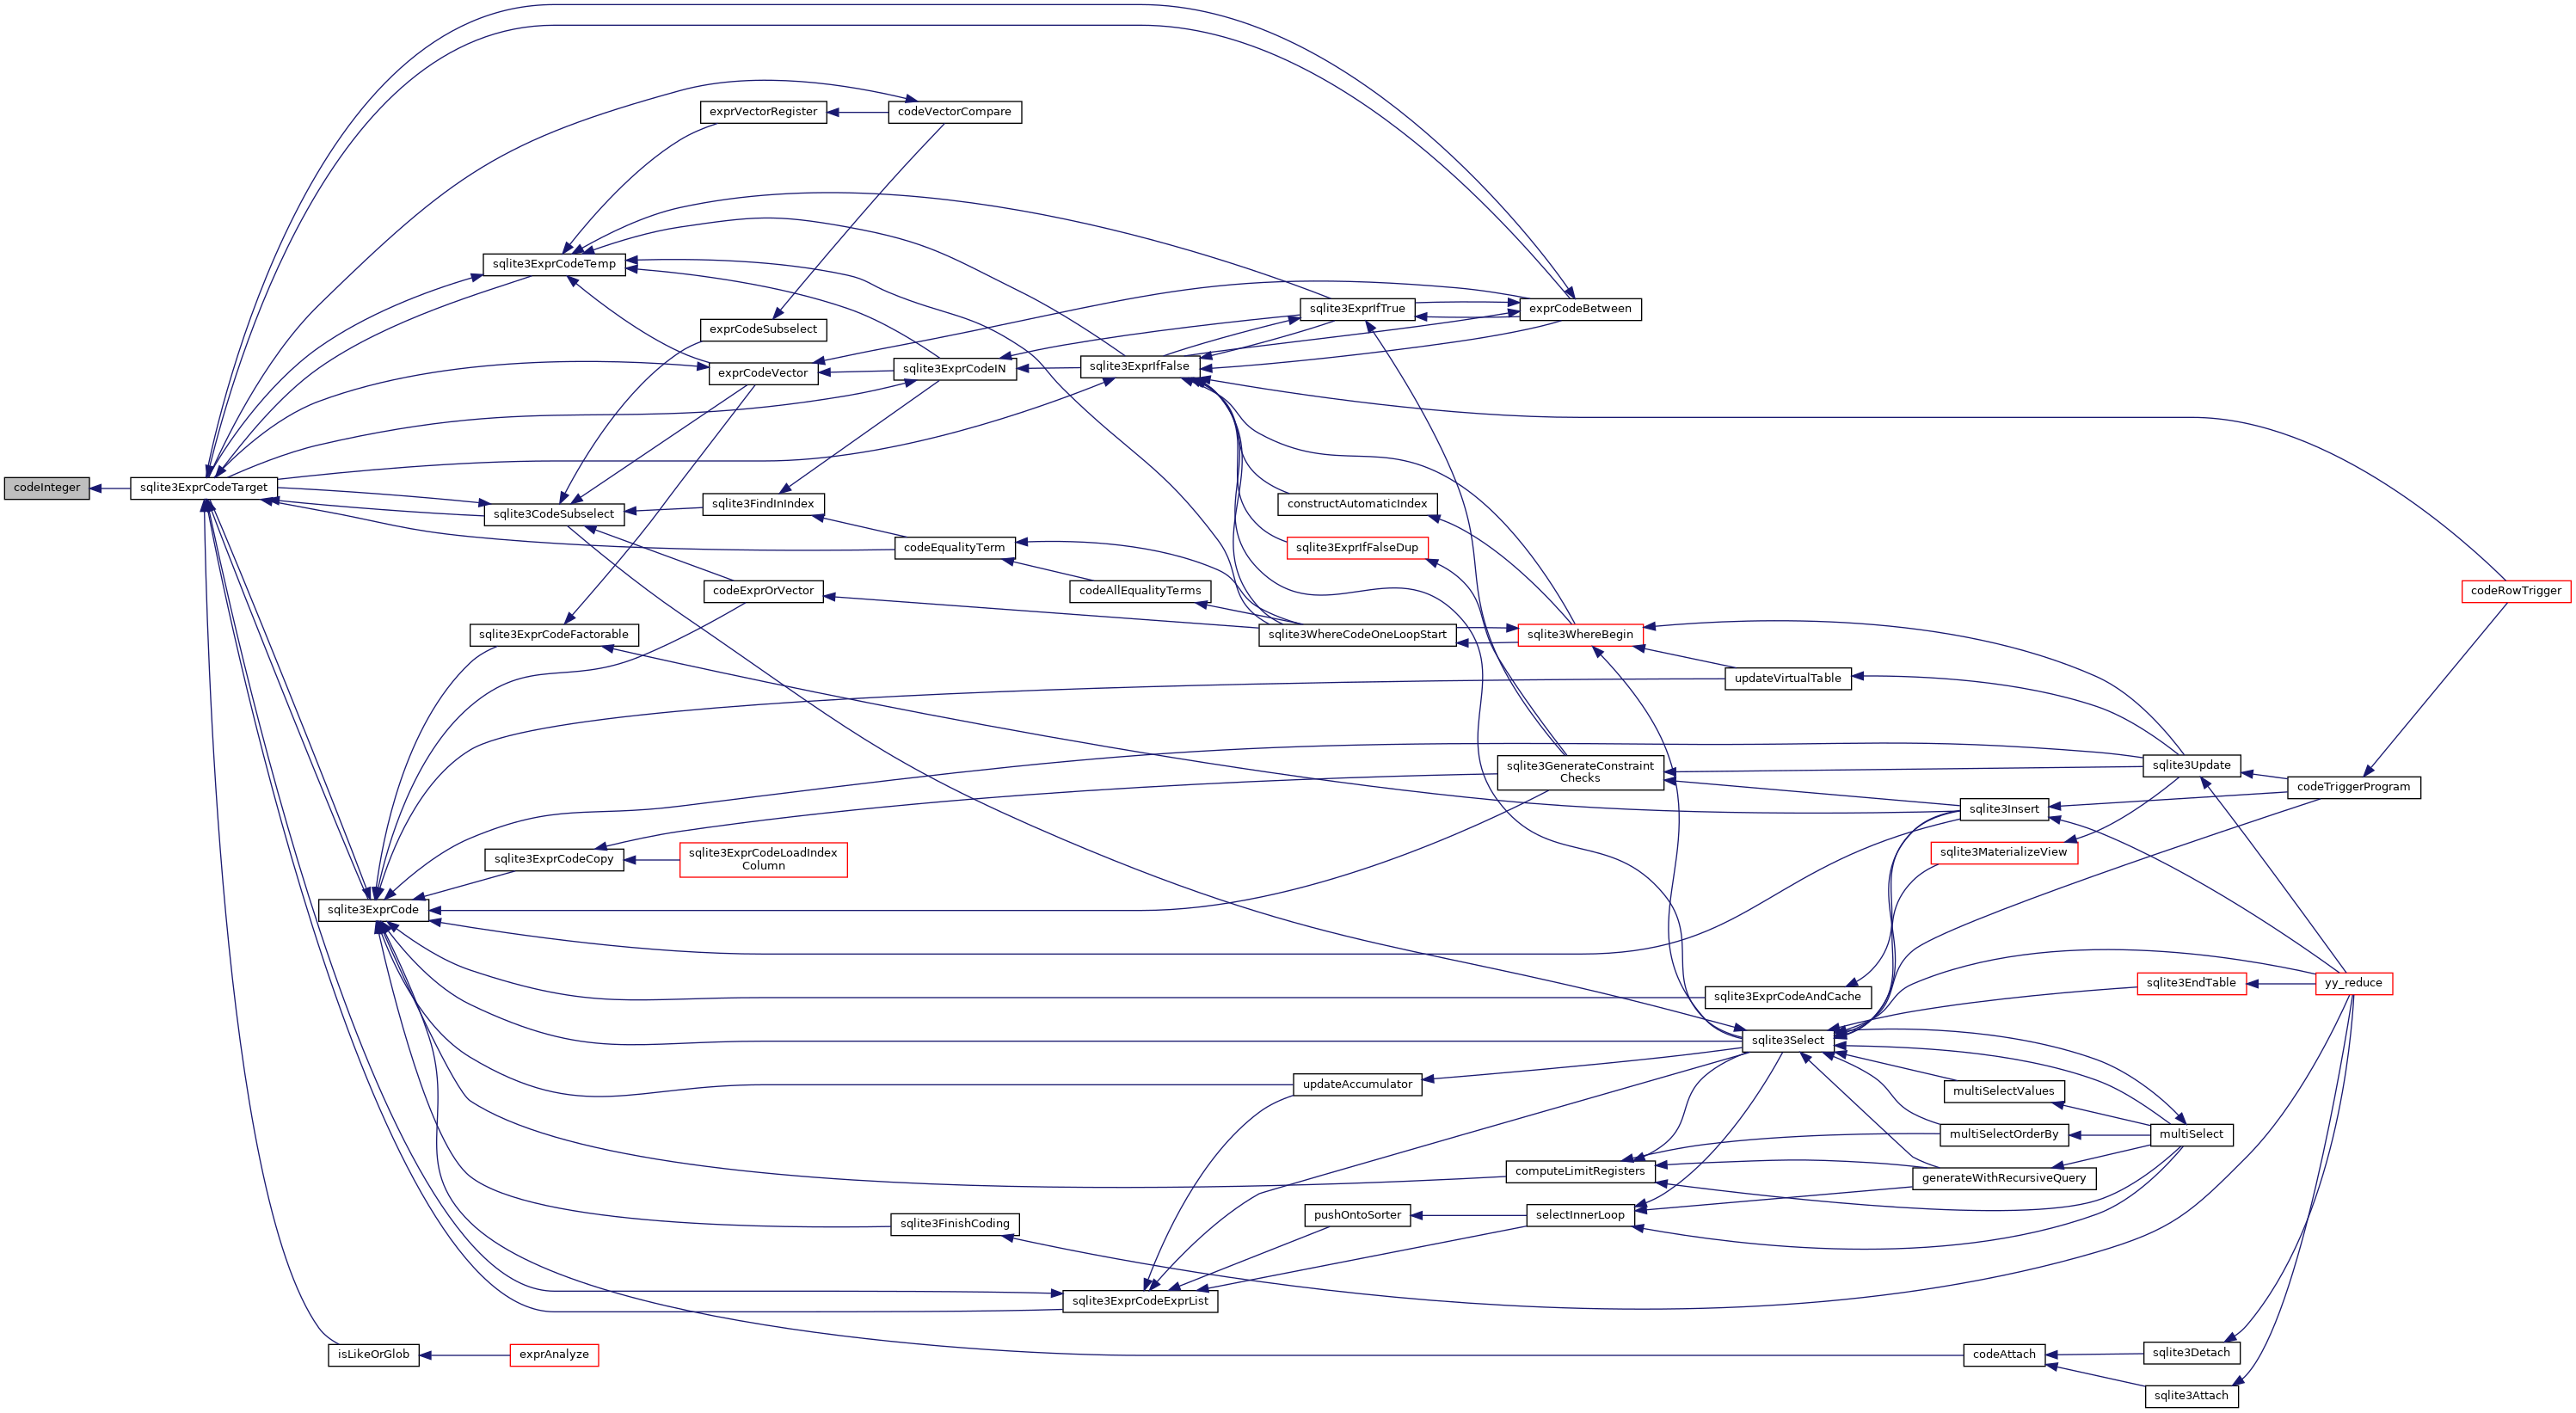 exprVectorRegister
codeVectorCompare
sqlite3ExprCodeTemp
sqlite3ExprIfTrue
exprCodeBetween
exprCodeSubselect
exprCodeVector
sqlite3ExprCodeIN
sqlite3ExprIfFalse
codeInteger
sqlite3ExprCodeTarget
sqlite3CodeSubselect
sqlite3FindInIndex
constructAutomaticIndex
codeEqualityTerm
sqlite3ExprIfFalseDup
codeExprOrVector
codeAllEqualityTerms
codeRowTrigger
sqlite3ExprCodeFactorable
sqlite3WhereCodeOneLoopStart
sqlite3WhereBegin
updateVirtualTable
sqlite3GenerateConstraint
Checks
sqlite3Update
codeTriggerProgram
sqlite3Insert
sqlite3ExprCodeCopy
sqlite3ExprCodeLoadIndex
Column
sqlite3MaterializeView
sqlite3ExprCode
sqlite3ExprCodeAndCache
sqlite3EndTable
yy_reduce
sqlite3Select
updateAccumulator
multiSelectValues
multiSelectOrderBy
multiSelect
computeLimitRegisters
generateWithRecursiveQuery
sqlite3FinishCoding
pushOntoSorter
selectInnerLoop
sqlite3ExprCodeExprList
isLikeOrGlob
exprAnalyze
codeAttach
sqlite3Detach
sqlite3Attach